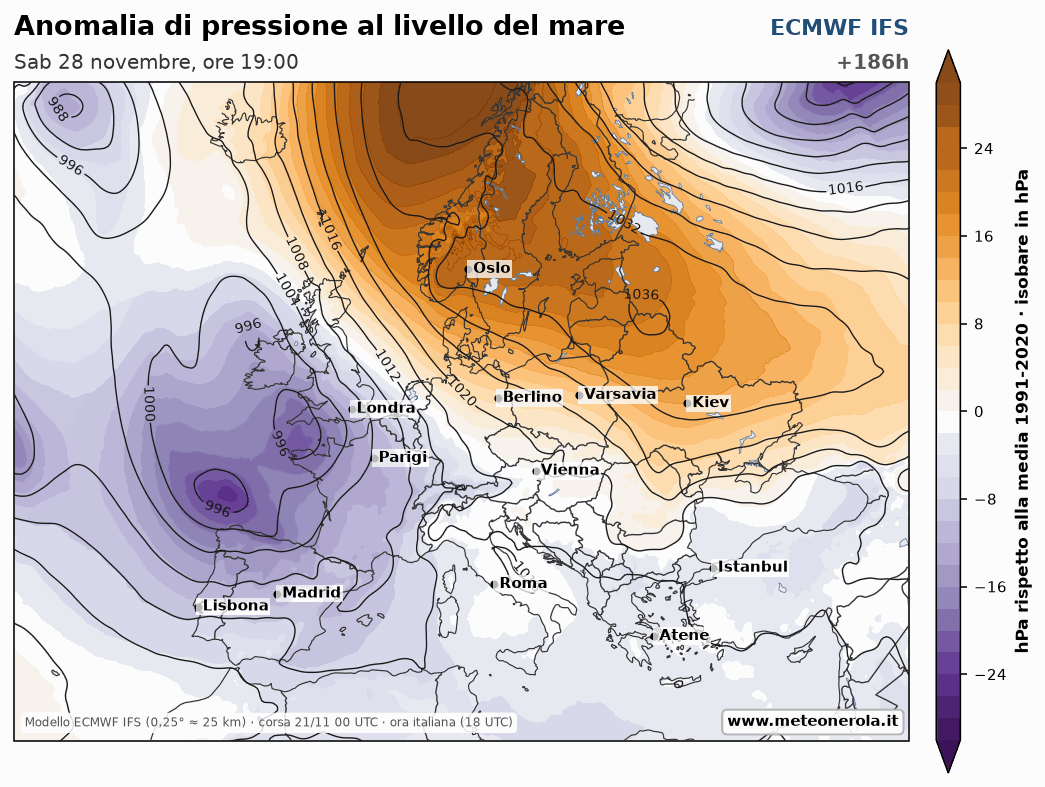 Anomalia di pressione al livello del mare
ECMWF IFS
Sab 28 novembre, ore 19:00
+186h
988
996
1016
1032
1016
1008
1004
Oslo
1036
996
1012
1020
1000
Londra
Berlino
Varsavia
Kiev
996
Parigi
Vienna
996
Istanbul
10
Roma
Madrid
Lisbona
Atene
Modello ECMWF IFS (0,25° ≈ 25 km) · corsa 21/11 00 UTC · ora italiana (18 UTC)
www.meteonerola.it
24
16
8
0
−8
−16
−24
hPa rispetto alla media 1991-2020 · isobare in hPa